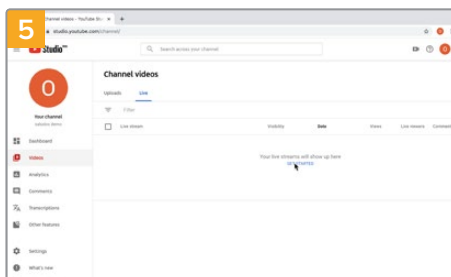 5
Channel videos - YouTube Stu
studio.youtube.com/channel/
Studio
Search across your channel
O
Your channel
Channel videos
Uploads Live
Filter
Live stream Visibility Date Views Live viewers Comment
Your live streams will show up here
GET STARTED
Dashboard
Videos
Analytics
Comments
Transcriptions
Other features
Settings
What's new